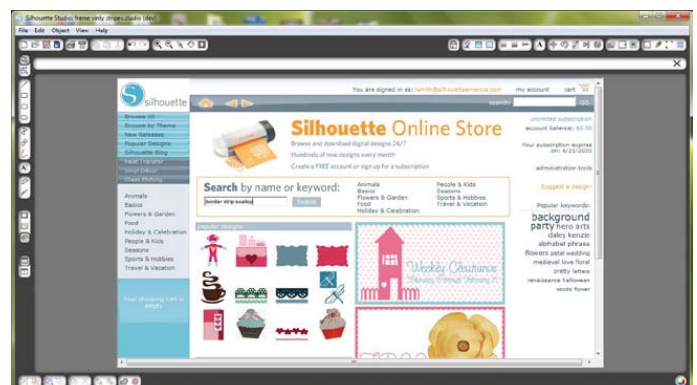 Silhouette Studio: frame vinly stripes.studio [dev]
File Edit Object View Help
You are signed in as:
my account
cart
silhouette
search:
GO
Browse All
Browse by Theme
New Releases
Popular Designs
Silhouette Blog
Heat Transfer
Vinyl Décor
Glass Etching
Animals
Basics
Flowers & Garden
Food
Holiday & Celebration
People & Kids
Seasons
Sports & Hobbies
Travel & Vacation
Your shopping cart is
empty
Silhouette Online Store
Browse and download digital designs 24/7
Hundreds of new designs every month
Create a FREE account or sign up for a subscription
Search by name or keyword:
border strip scallop
Search
Animals
Basics
Flowers & Garden
Food
Holiday & Celebration
People & Kids
Seasons
Sports & Hobbies
Travel & Vacation
popular designs
Weekly Clearance
unlimited subscription
account balance: $0.00
Your subscription expires
on: 6/21/2020
administration tools
Suggest a design!
Popular keywords:
background
party hero arts
daley kenzie
alphabet phrase
flowers petal wedding
medieval love floral
pretty letters
renaissance halloween
words flower